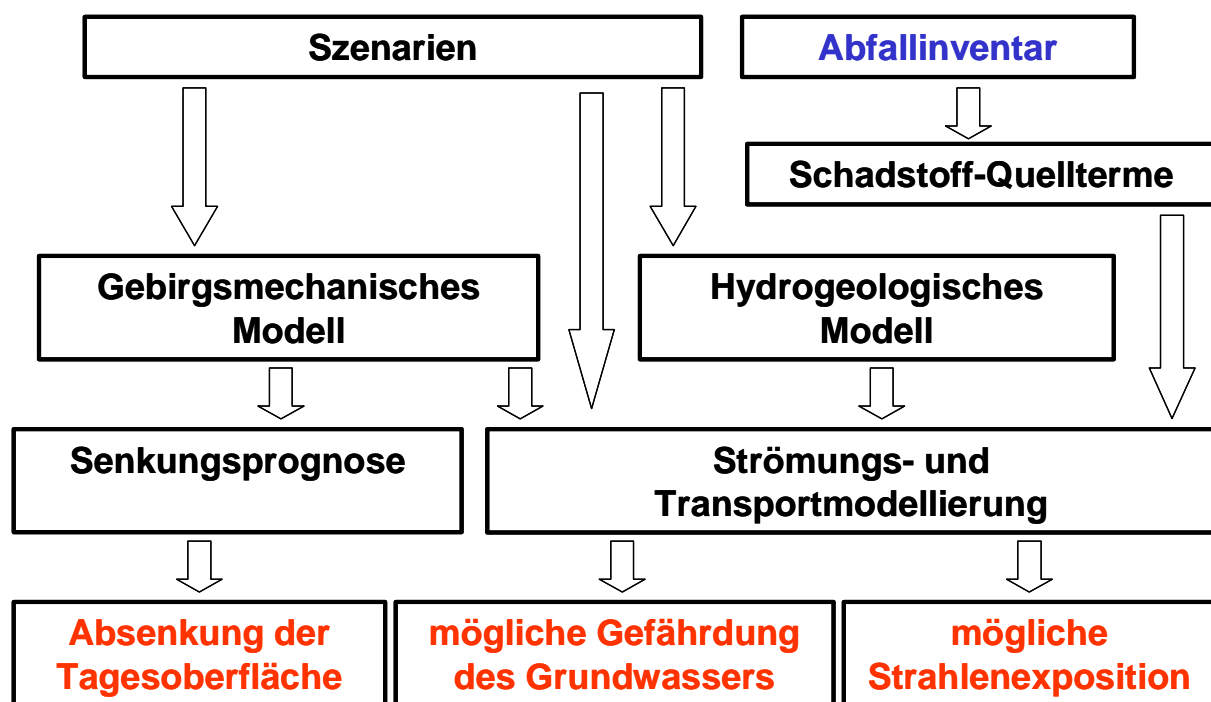 Szenarien
Abfallinventar
Schadstoff-Quellterme
Gebirgsmechanisches
Modell
Hydrogeologisches
Modell
Senkungsprognose
Strömungs- und
Transportmodellierung
Absenkung der
Tagesoberfläche
mögliche Gefährdung
des Grundwassers
mögliche
Strahlenexposition